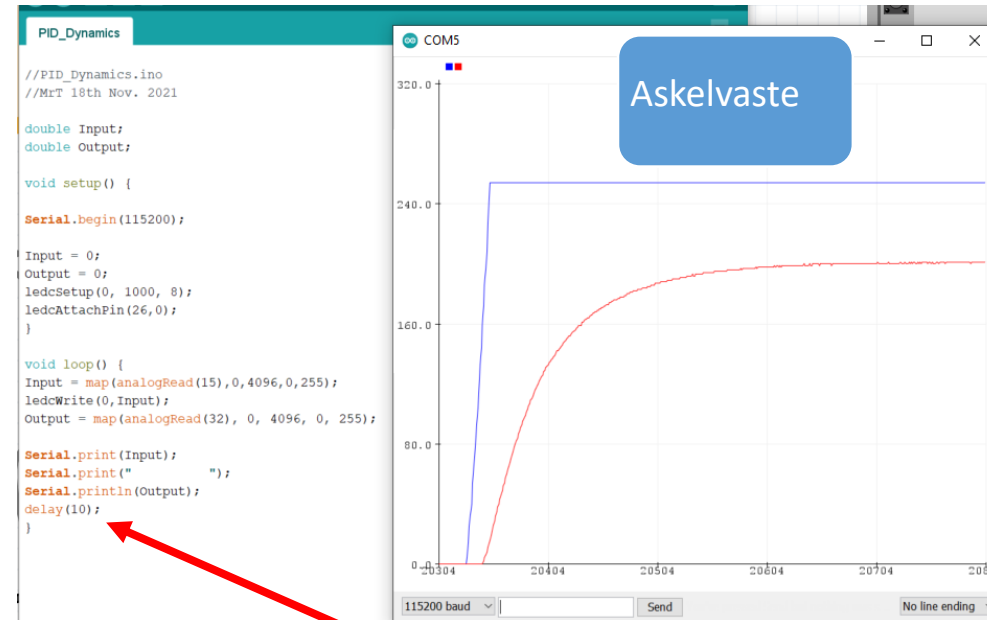 PID_Dynamics
//PID_Dynamics.ino
//MrT 18th Nov. 2021
double Input;
double Output;
void setup() {
Serial.begin(115200);
Input = 0;
Output = 0;
ledcSetup(0, 1000, 8);
ledcAttachPin(26,0);
}
void loop() {
Input = map(analogRead(15),0,4096,0,255);
ledcWrite(0,Input);
Output = map(analogRead(32), 0, 4096, 0, 255);
Serial.print(Input);
Serial.print("          ");
Serial.println(Output);
delay(10);
}
COM5
Askelvaste
320.0
240.0
160.0
80.0
0.0
20304 20404 20504 20604 20704
115200 baud
Send
No line ending